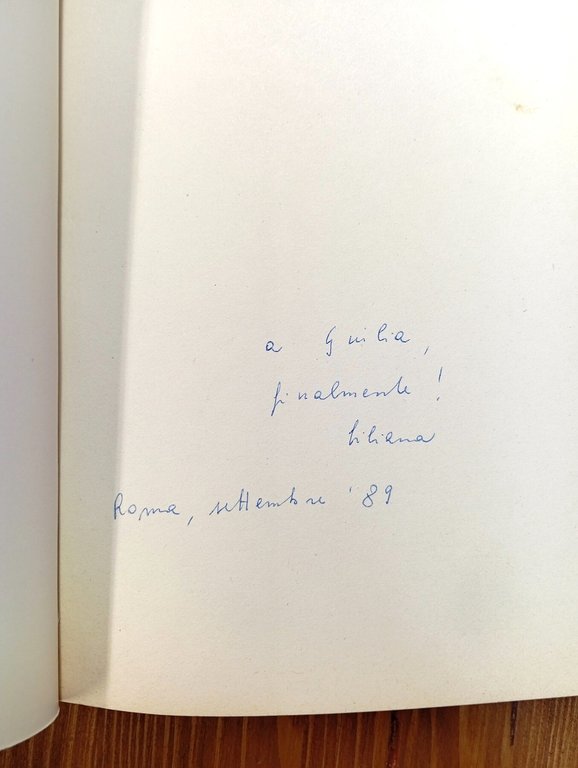 a Giulia,
finalmente!
Liliana
Roma, settembre '89